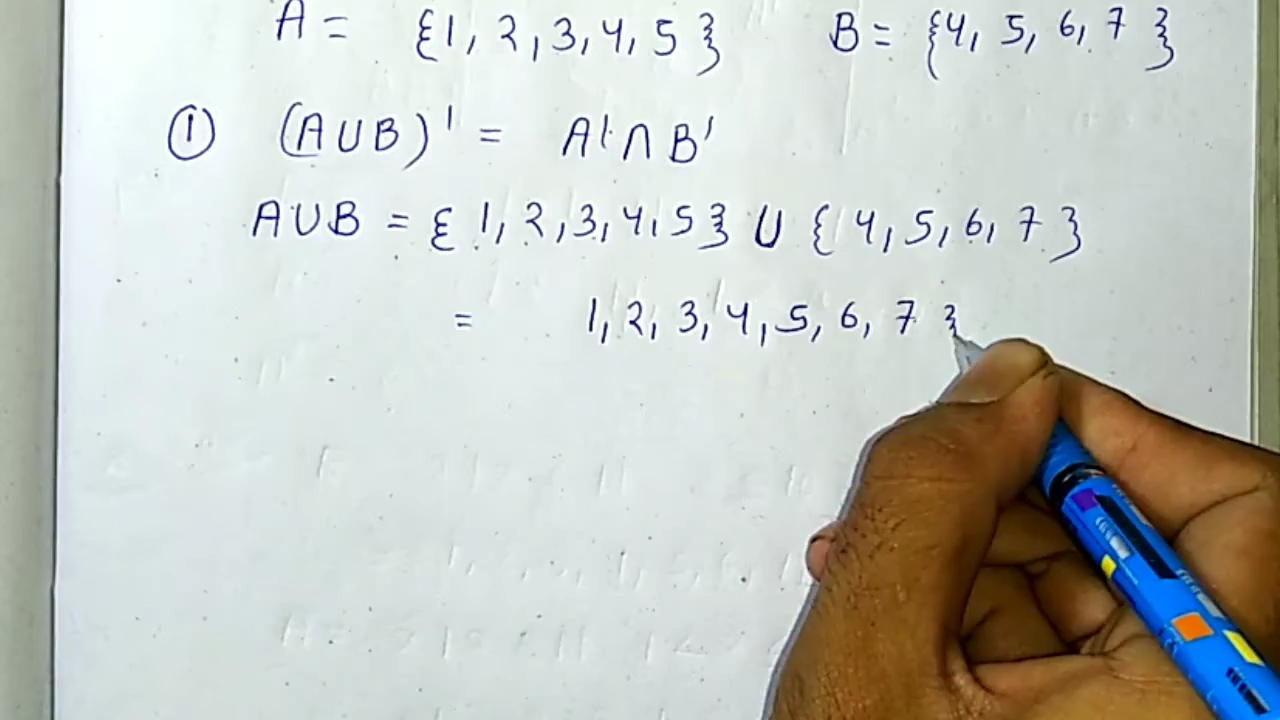 A = {1, 2, 3, 4, 5} B = {4, 5, 6, 7}
① (A∪B)' = A'∩B'
A∪B = {1, 2, 3, 4, 5} ∪ {4, 5, 6, 7}
= 1, 2, 3, 4, 5, 6, 7 }